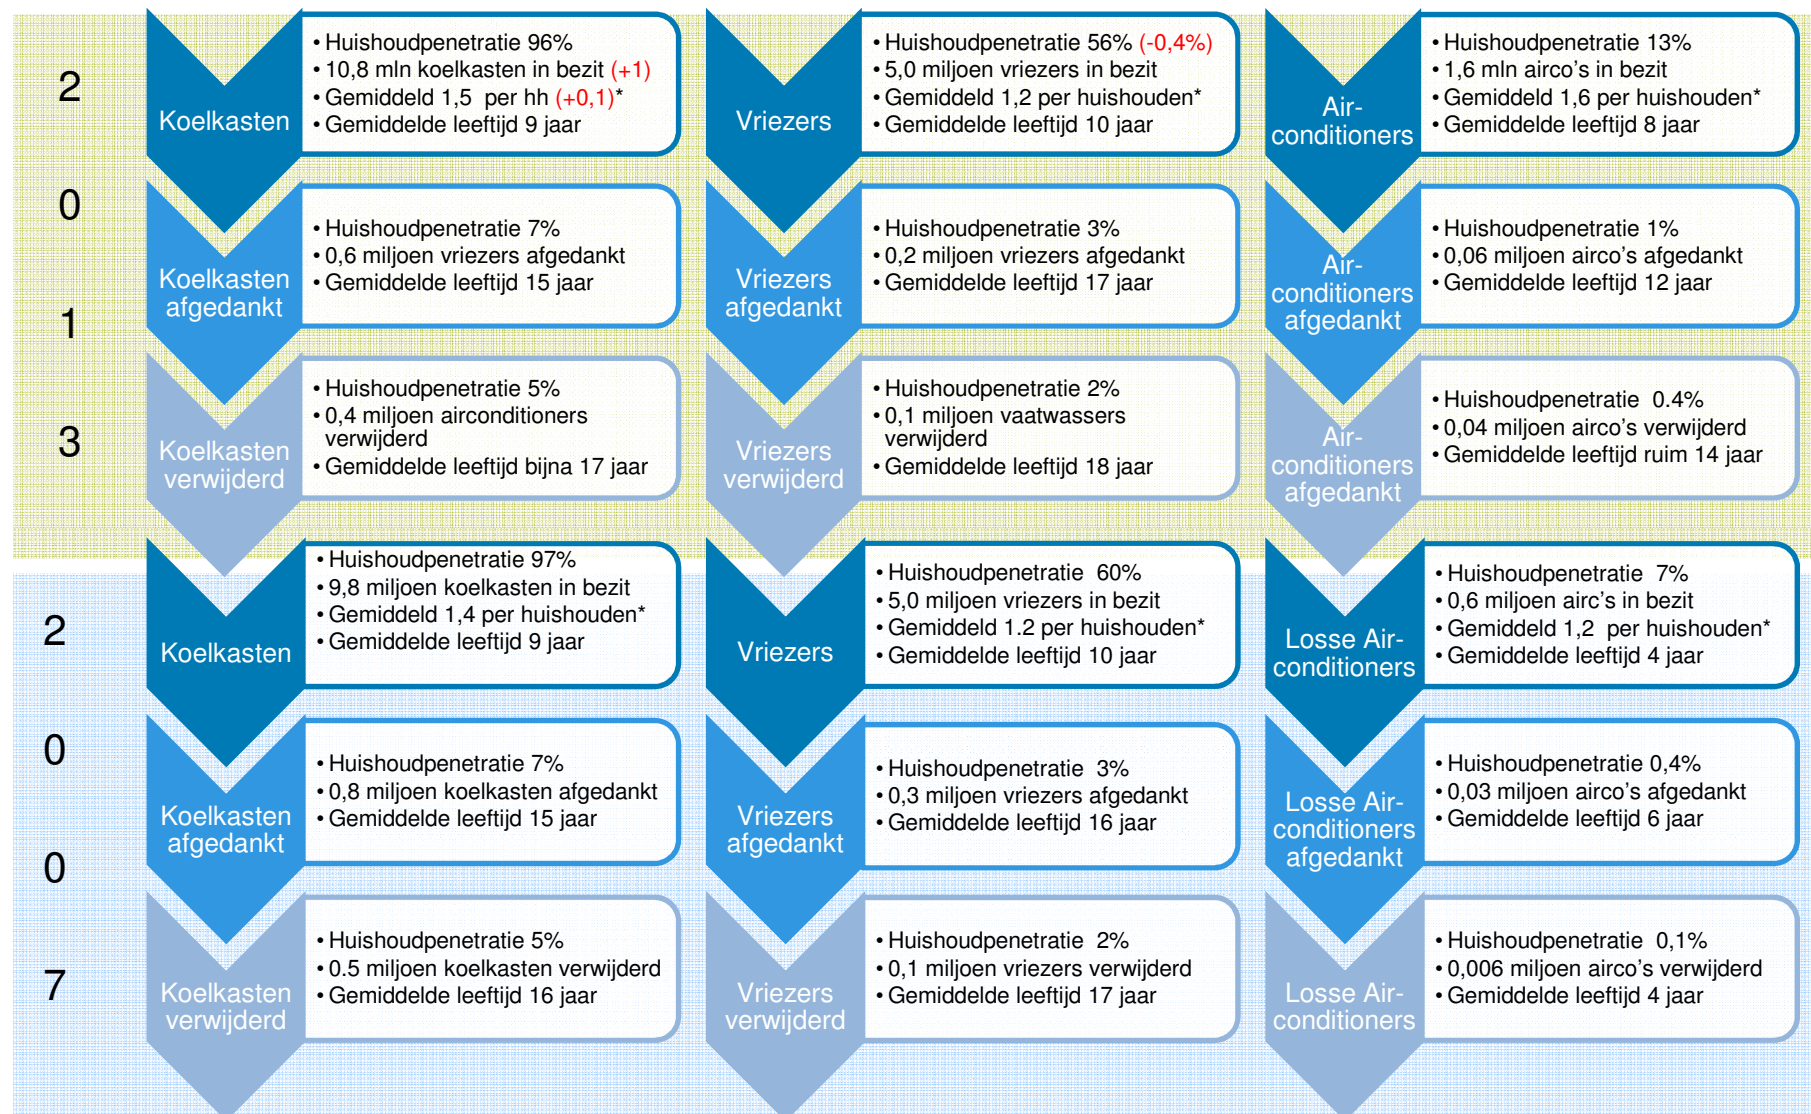 2
0
1
3
Koelkasten
• Huishoudpenetratie 96%
• 10,8 mln koelkasten in bezit (+1)
• Gemiddeld 1,5 per hh (+0,1)*
• Gemiddelde leeftijd 9 jaar
Vriezers
• Huishoudpenetratie 56% (-0,4%)
• 5,0 miljoen vriezers in bezit
• Gemiddeld 1,2 per huishouden*
• Gemiddelde leeftijd 10 jaar
Air-
conditioners
• Huishoudpenetratie 13%
• 1,6 mln airco's in bezit
• Gemiddeld 1,6 per huishouden*
• Gemiddelde leeftijd 8 jaar
Koelkasten
afgedankt
• Huishoudpenetratie 7%
• 0,6 miljoen vriezers afgedankt
• Gemiddelde leeftijd 15 jaar
Vriezers
afgedankt
• Huishoudpenetratie 3%
• 0,2 miljoen vriezers afgedankt
• Gemiddelde leeftijd 17 jaar
Air-
conditioners
afgedankt
• Huishoudpenetratie 1%
• 0,06 miljoen airco's afgedankt
• Gemiddelde leeftijd 12 jaar
Koelkasten
verwijderd
• Huishoudpenetratie 5%
• 0,4 miljoen airconditioners
verwijderd
• Gemiddelde leeftijd bijna 17 jaar
Vriezers
verwijderd
• Huishoudpenetratie 2%
• 0,1 miljoen vaatwassers
verwijderd
• Gemiddelde leeftijd 18 jaar
Air-
conditioners
afgedankt
• Huishoudpenetratie 0.4%
• 0,04 miljoen airco's verwijderd
• Gemiddelde leeftijd ruim 14 jaar
2
0
0
7
Koelkasten
• Huishoudpenetratie 97%
• 9,8 miljoen koelkasten in bezit
• Gemiddeld 1,4 per huishouden*
• Gemiddelde leeftijd 9 jaar
Vriezers
• Huishoudpenetratie 60%
• 5,0 miljoen vriezers in bezit
• Gemiddeld 1.2 per huishouden*
• Gemiddelde leeftijd 10 jaar
Losse Air-
conditioners
• Huishoudpenetratie 7%
• 0,6 miljoen airc's in bezit
• Gemiddeld 1,2 per huishouden*
• Gemiddelde leeftijd 4 jaar
Koelkasten
afgedankt
• Huishoudpenetratie 7%
• 0,8 miljoen koelkasten afgedankt
• Gemiddelde leeftijd 15 jaar
Vriezers
afgedankt
• Huishoudpenetratie 3%
• 0,3 miljoen vriezers afgedankt
• Gemiddelde leeftijd 16 jaar
Losse Air-
conditioners
afgedankt
• Huishoudpenetratie 0,4%
• 0,03 miljoen airco's afgedankt
• Gemiddelde leeftijd 6 jaar
Koelkasten
verwijderd
• Huishoudpenetratie 5%
• 0.5 miljoen koelkasten verwijderd
• Gemiddelde leeftijd 16 jaar
Vriezers
verwijderd
• Huishoudpenetratie 2%
• 0,1 miljoen vriezers verwijderd
• Gemiddelde leeftijd 17 jaar
Losse Air-
conditioners
• Huishoudpenetratie 0,1%
• 0,006 miljoen airco's verwijderd
• Gemiddelde leeftijd 4 jaar